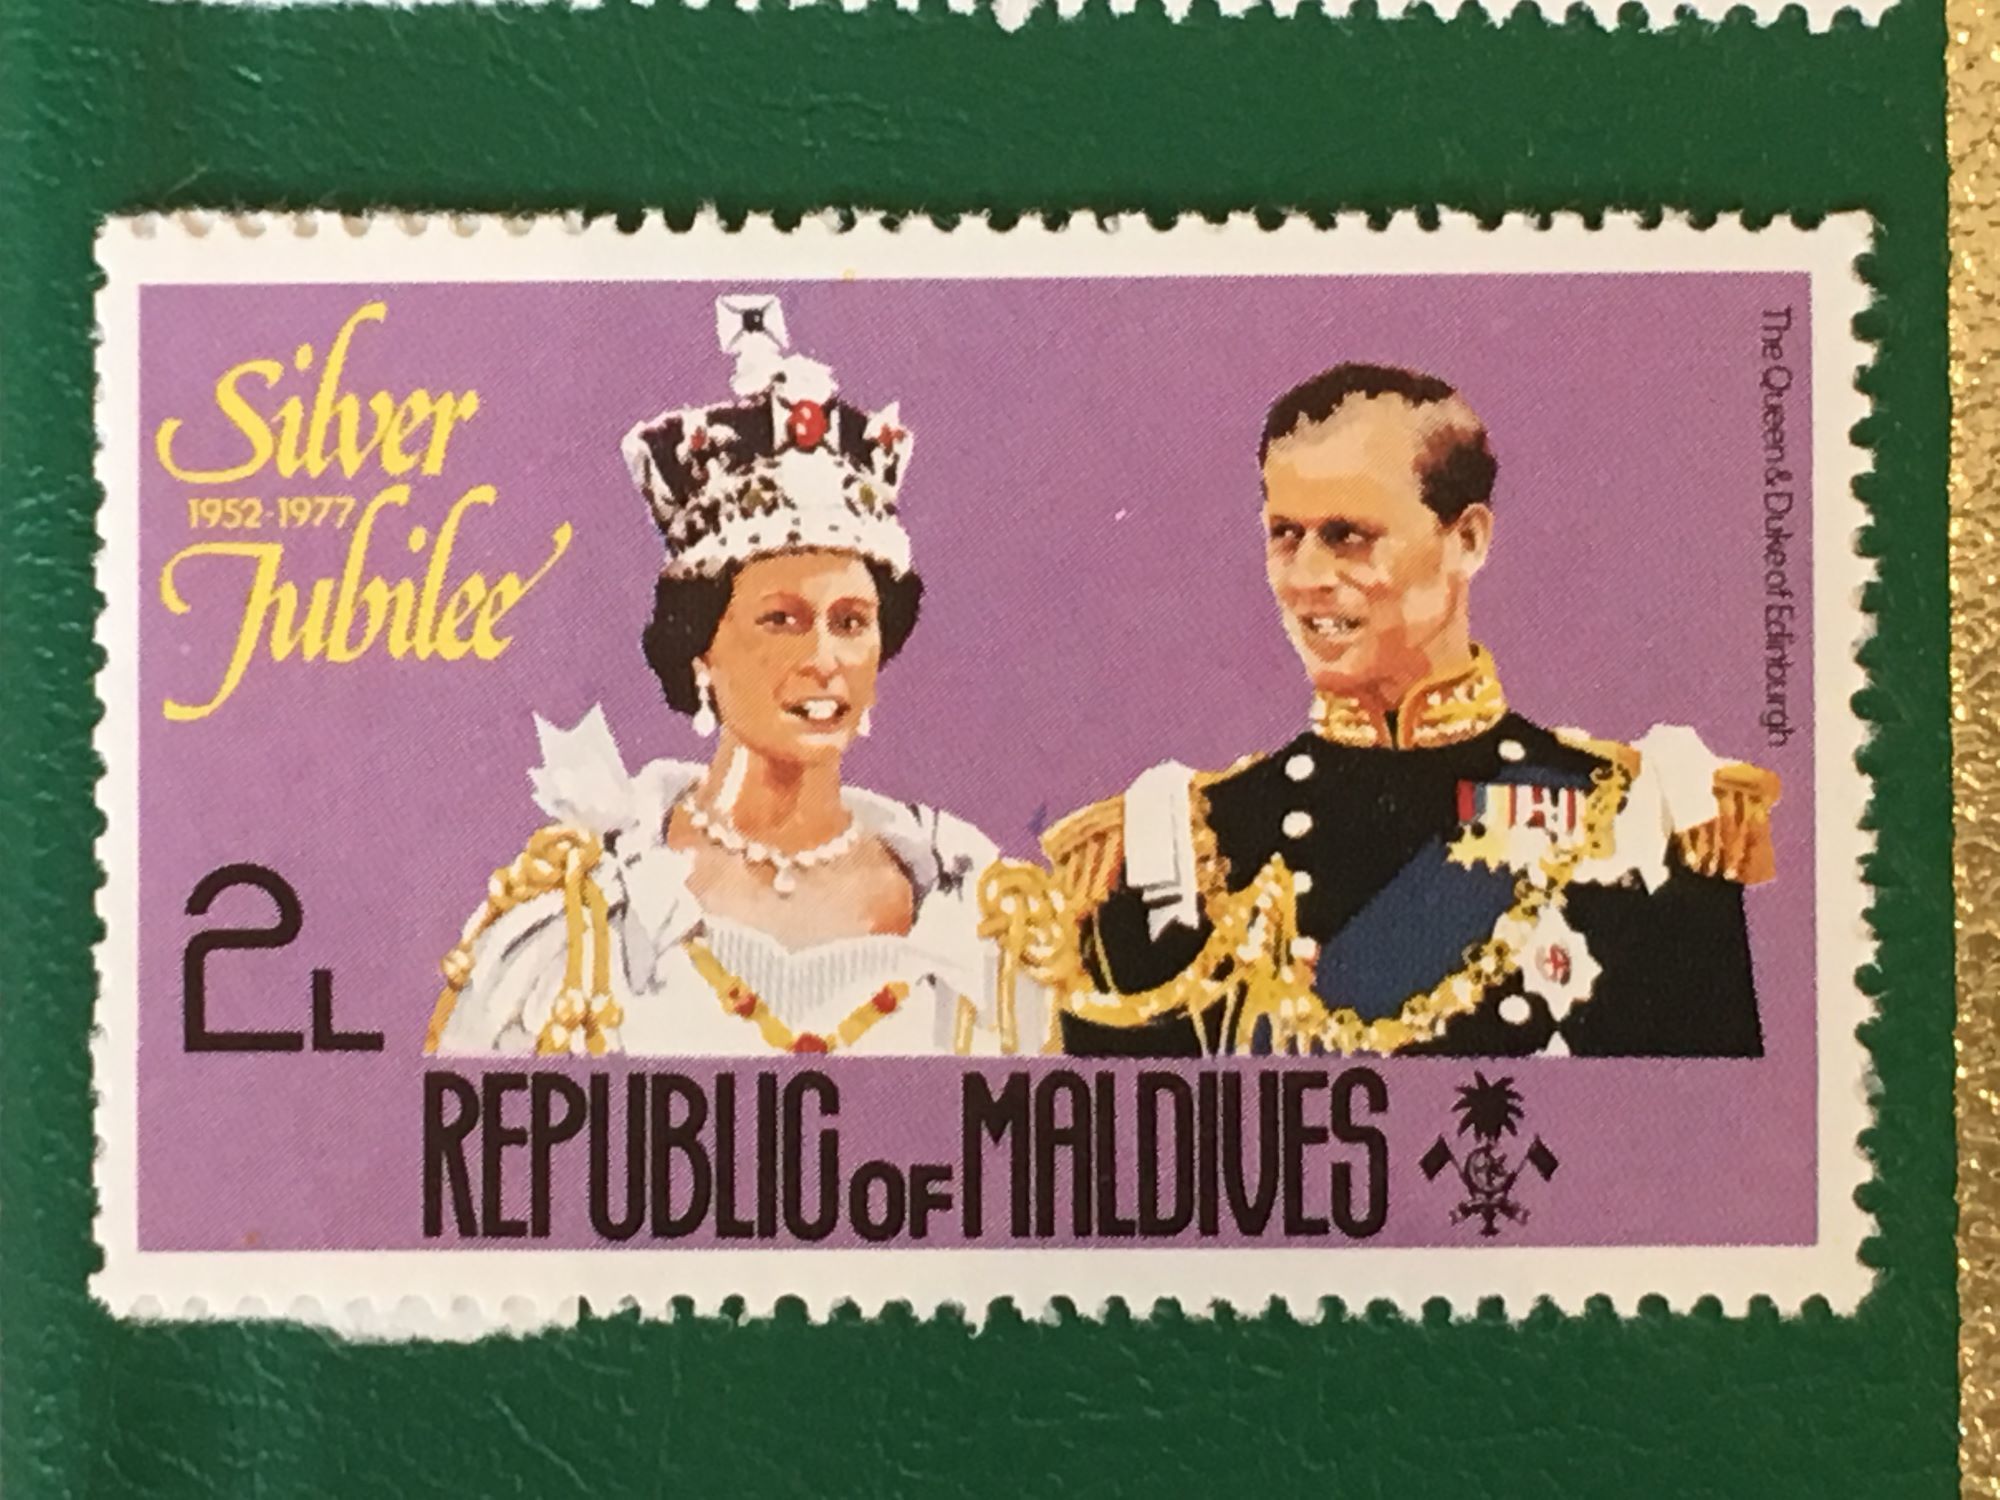 Silver
1952-1977
Jubilee
The Queen & Duke of Edinburgh
2L
REPUBLIC OF MALDIVES